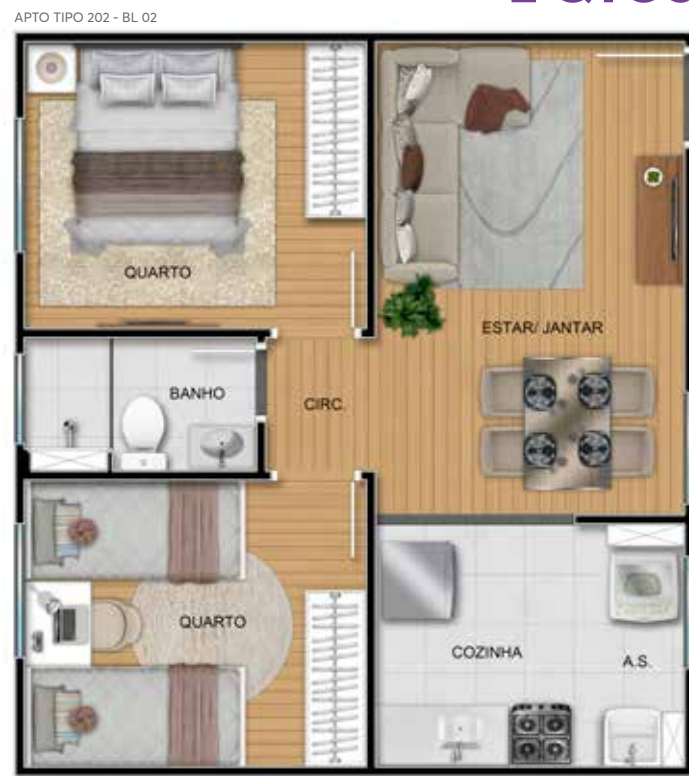 APTO TIPO 202 - BL 02
QUARTO
ESTAR/ JANTAR
BANHO
CIRC.
QUARTO
COZINHA
A.S.